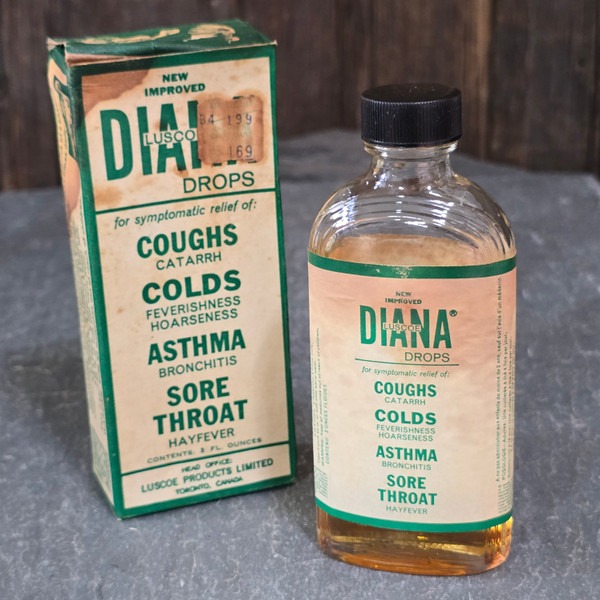 NEW
IMPROVED
DIANA
LUSCO
84 199
169
DROPS
for symptomatic relief of:
COUGHS
CATARRH
COLDS
FEVERISHNESS
HOARSENESS
ASTHMA
BRONCHITIS
SORE
THROAT
HAYFEVER
CONTENTS: 2 FL. OUNCES
HEAD OFFICE:
LUSCOE PRODUCTS LIMITED
TORONTO, CANADA
NEW
IMPROVED
DIANA®
LUSCOE
DROPS
for symptomatic relief of:
COUGHS
CATARRH
COLDS
FEVERISHNESS
HOARSENESS
ASTHMA
BRONCHITIS
SORE
THROAT
HAYFEVER